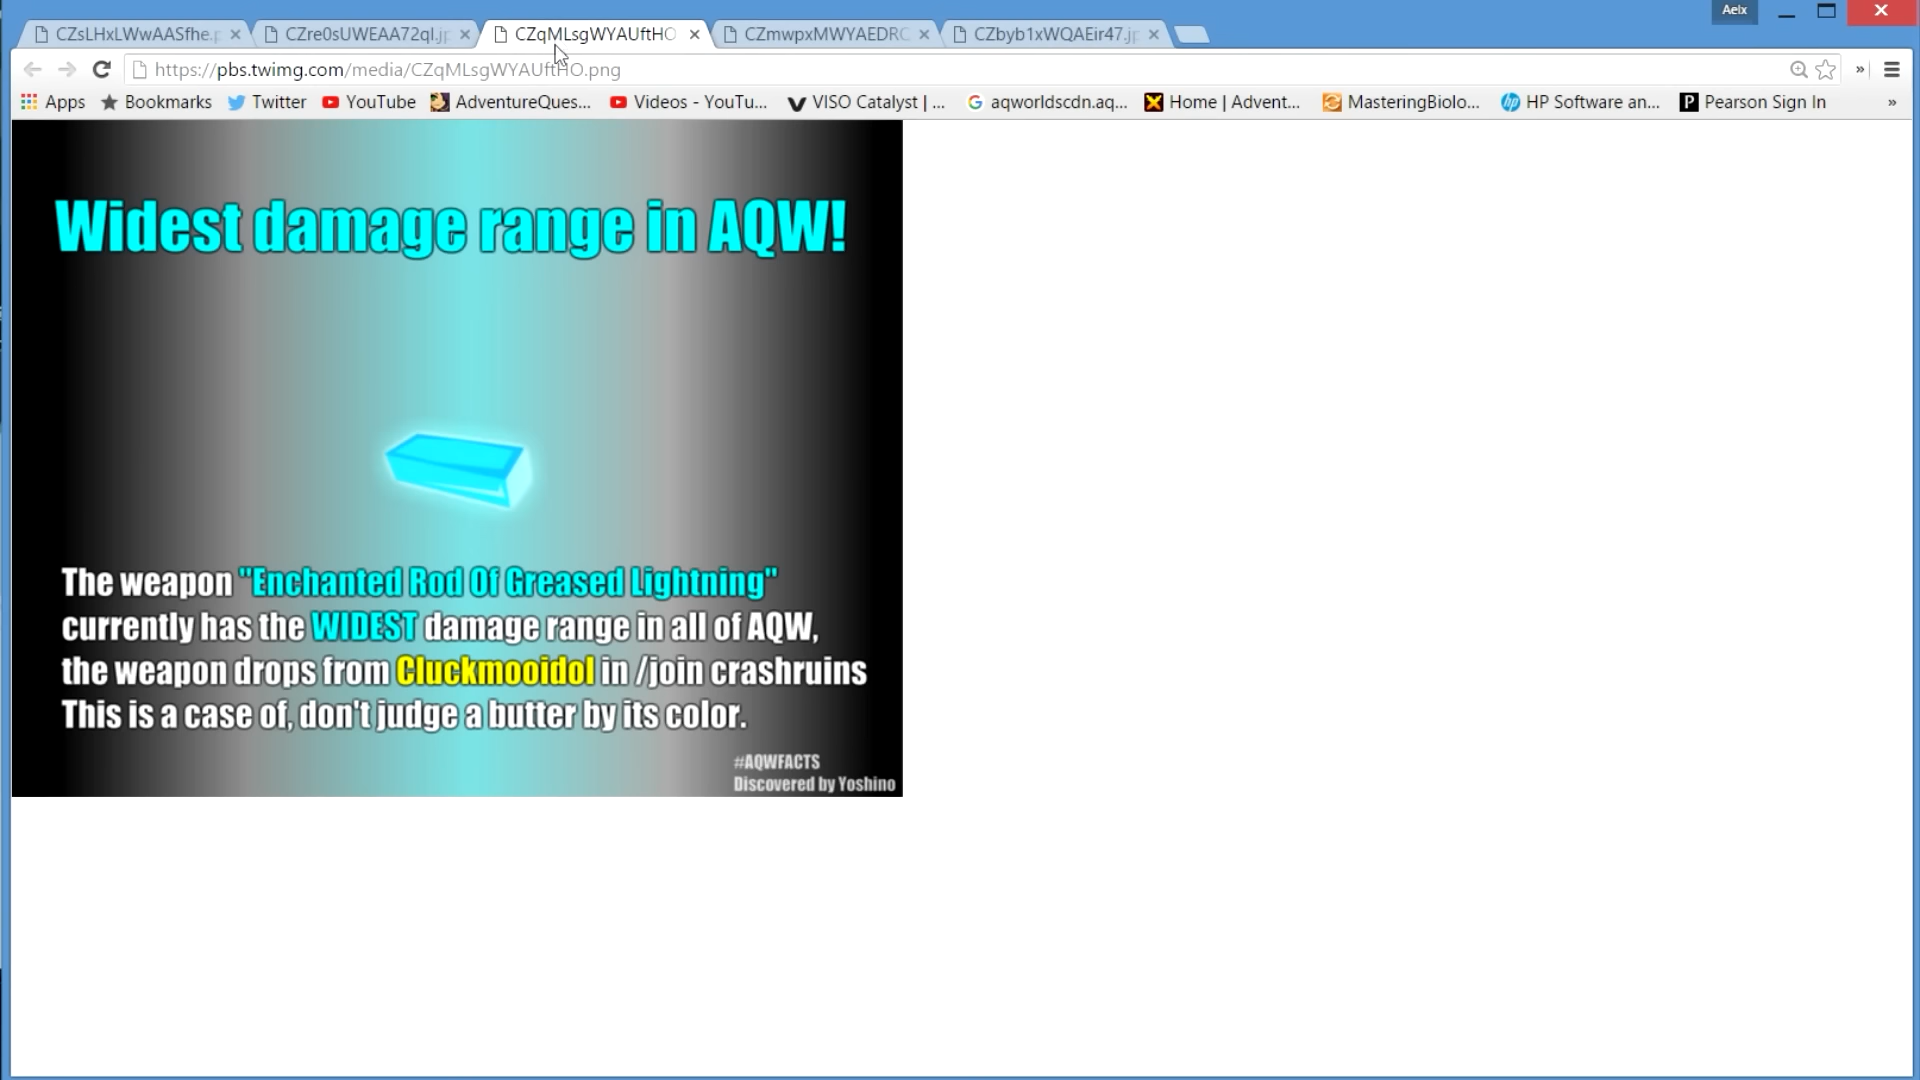 Aeix
CZsLHxLWwAASfhe.p
CZre0sUWEAA72ql.jp
CZqMLsgWYAUftHO
CZmwpxMWYAEDRC
CZbyb1xWQAEir47.jp
https://pbs.twimg.com/media/CZqMLsgWYAUftHO.png
»
Apps
Bookmarks
Twitter
YouTube
AdventureQues...
Videos - YouTu...
VISO Catalyst | ...
aqworldscdn.aq...
Home | Advent...
MasteringBiolo...
HP Software an...
Pearson Sign In
»
Widest damage range in AQW!
The weapon "Enchanted Rod Of Greased Lightning"
currently has the WIDEST damage range in all of AQW,
the weapon drops from Cluckmooidol in /join crashruins
This is a case of, don't judge a butter by its color.
#AQWFACTS
Discovered by Yoshino